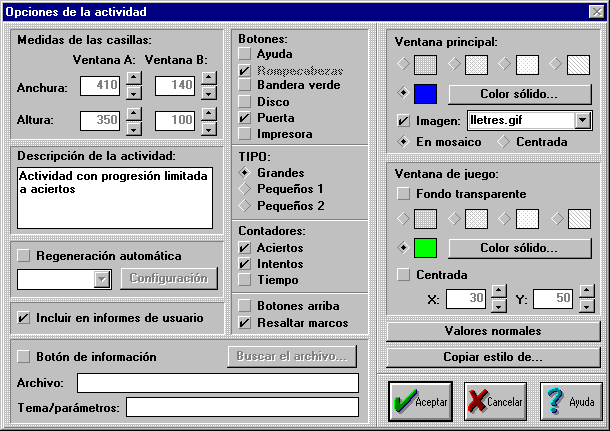 Opciones de la actividad
Medidas de las casillas:
Ventana A: Ventana B:
Anchura: 410 140
Altura: 350 100
Descripción de la actividad:
Actividad con progresión limitada
a aciertos
Regeneración automática
Configuración
Incluir en informes de usuario
Botones:
Ayuda
Rompecabezas
Bandera verde
Disco
Puerta
Impresora
TIPO:
Grandes
Pequeños 1
Pequeños 2
Contadores:
Aciertos
Intentos
Tiempo
Botones arriba
Resaltar marcos
Botón de información
Buscar el archivo...
Archivo:
Tema/parámetros:
Ventana principal:
Color sólido...
Imagen: lletres.gif
En mosaico Centrada
Ventana de juego:
Fondo transparente
Color sólido...
Centrada
X: 30 Y: 50
Valores normales
Copiar estilo de...
Aceptar Cancelar Ayuda